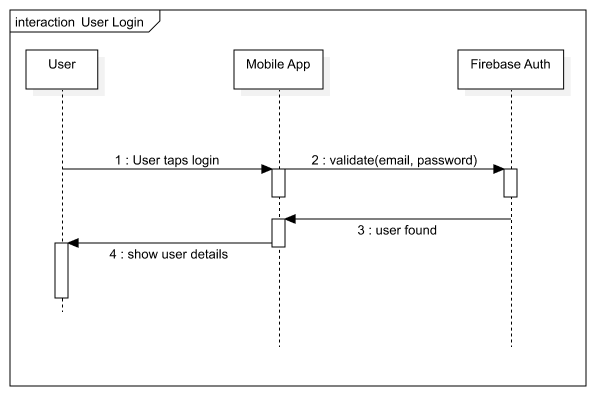 interaction User Login
User
Mobile App
Firebase Auth
1 : User taps login
2 : validate(email, password)
3 : user found
4 : show user details